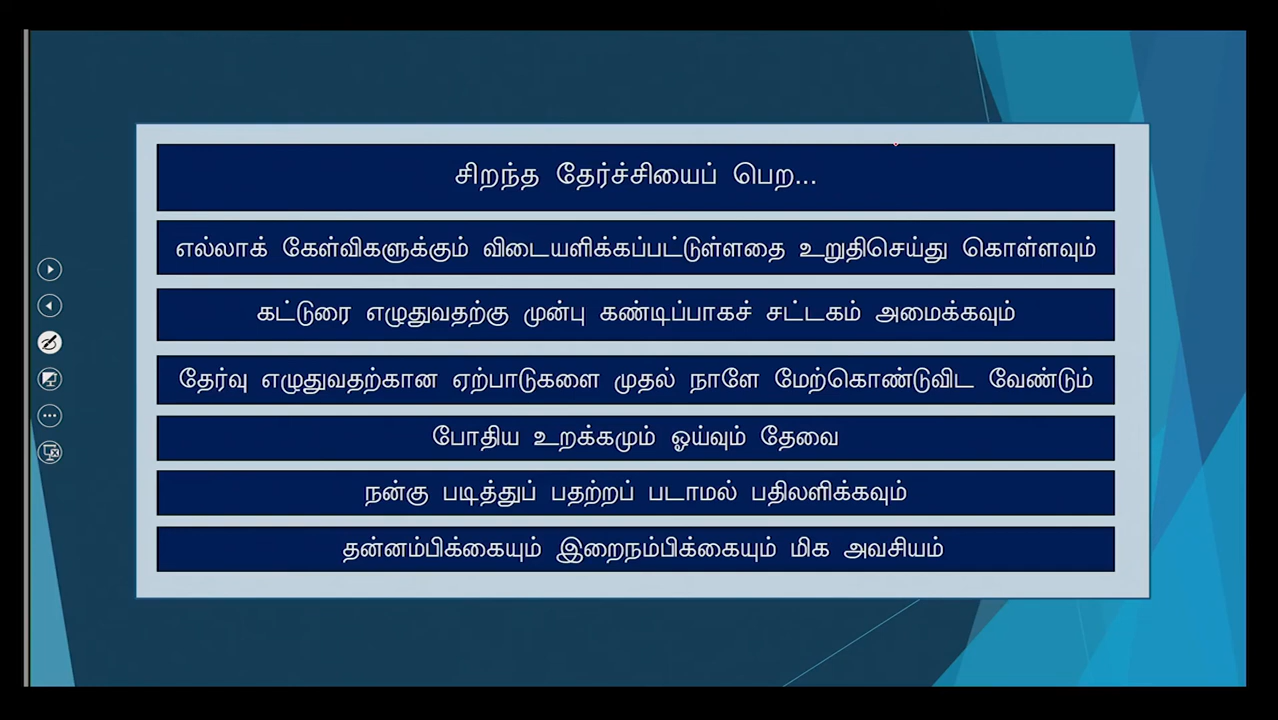 சிறந்த தேர்ச்சியைப் பெற...
எல்லாக் கேள்விகளுக்கும் விடையளிக்கப்பட்டுள்ளதை உறுதிசெய்து கொள்ளவும்
கட்டுரை எழுதுவதற்கு முன்பு கண்டிப்பாகச் சட்டகம் அமைக்கவும்
தேர்வு எழுதுவதற்கான ஏற்பாடுகளை முதல் நாளே மேற்கொண்டுவிட வேண்டும்
போதிய உறக்கமும் ஓய்வும் தேவை
நன்கு படித்துப் பதற்றப் படாமல் பதிலளிக்கவும்
தன்னம்பிக்கையும் இறைநம்பிக்கையும் மிக அவசியம்